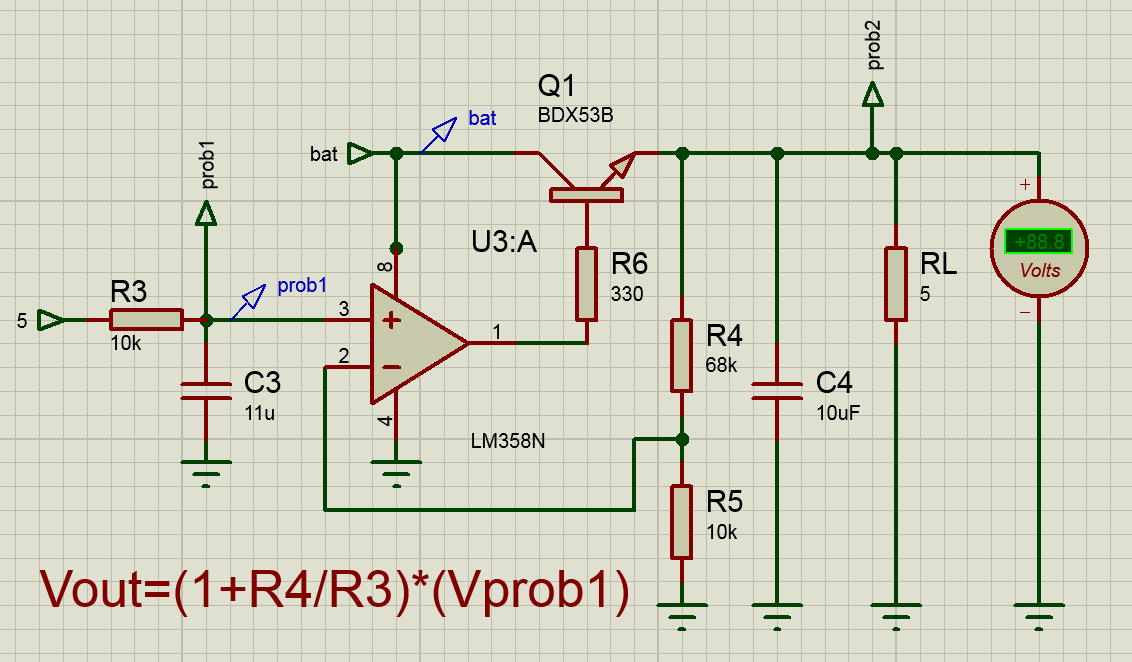 prob2
Q1
BDX53B
bat
bat
prob1
U3:A
8
R6
330
+
+88.8
Volts
−
RL
5
prob1
R3
5
10k
3
+
1
2
−
R4
68k
C3
11u
4
C4
10uF
LM358N
R5
10k
Vout=(1+R4/R3)*(Vprob1)